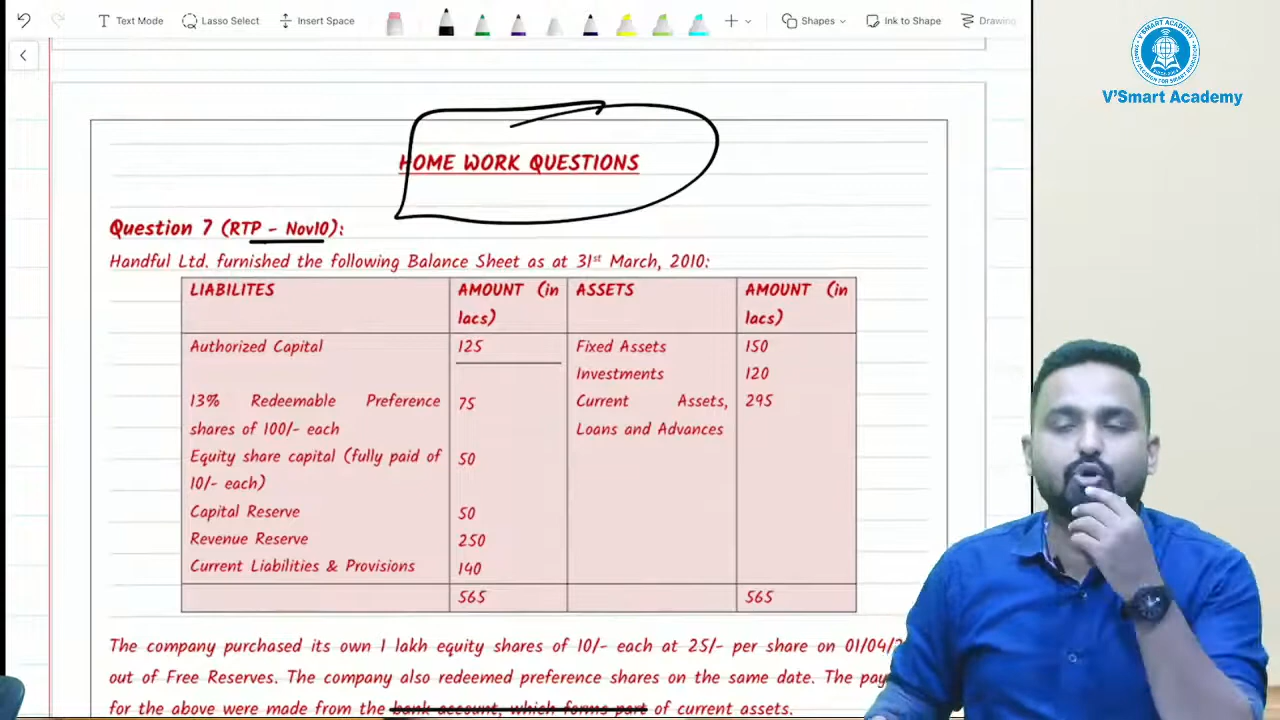 Text Mode Lasso Select Insert Space Shapes Ink to Shape Drawing
V'SMART ACADEMY
V'Smart Academy
HOME WORK QUESTIONS
Question 7 (RTP - Nov10):
Handful Ltd. furnished the following Balance Sheet as at 31st March, 2010:
LIABILITES AMOUNT (in lacs) ASSETS AMOUNT (in lacs)
Authorized Capital 125 Fixed Assets 150
Investments 120
13% Redeemable Preference 75 Current Assets, 295
shares of 100/- each Loans and Advances
Equity share capital (fully paid of 50
10/- each)
Capital Reserve 50
Revenue Reserve 250
Current Liabilities & Provisions 140
565 565
The company purchased its own 1 lakh equity shares of 10/- each at 25/- per share on 01/04/
out of Free Reserves. The company also redeemed preference shares on the same date. The pay
for the above were made from the bank account, which forms part of current assets.